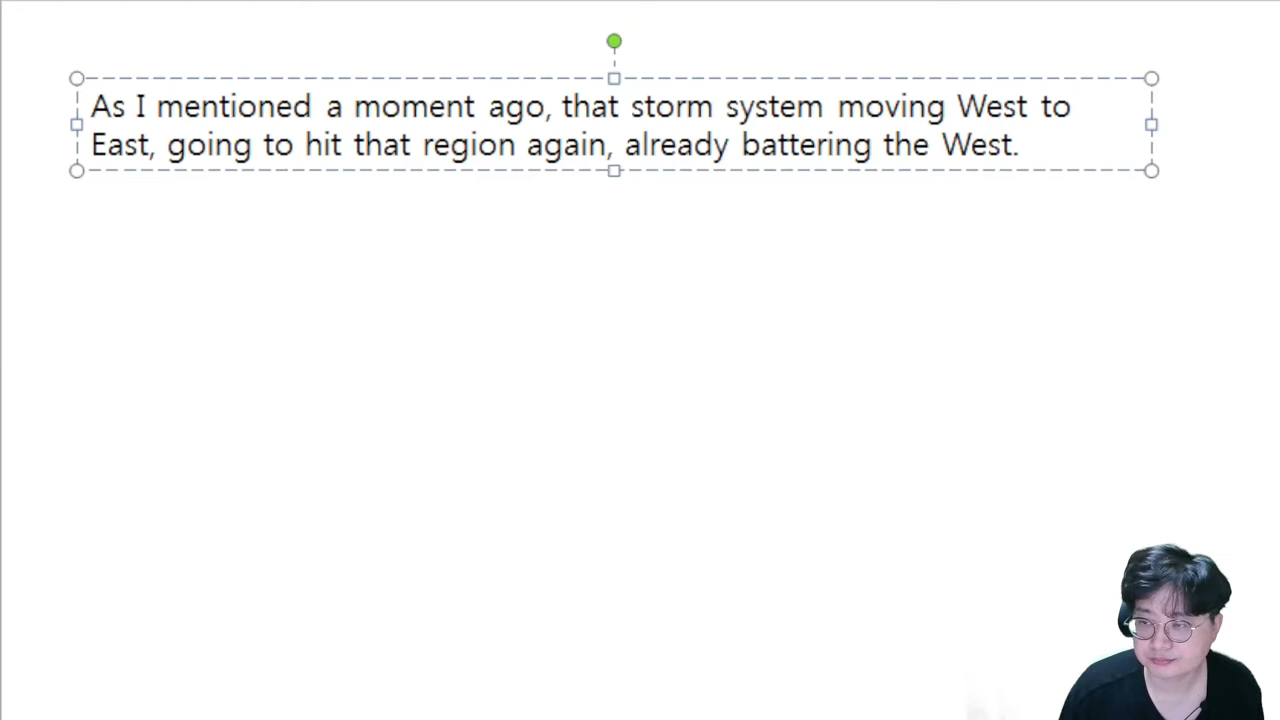 As I mentioned a moment ago, that storm system moving West to
East, going to hit that region again, already battering the West.